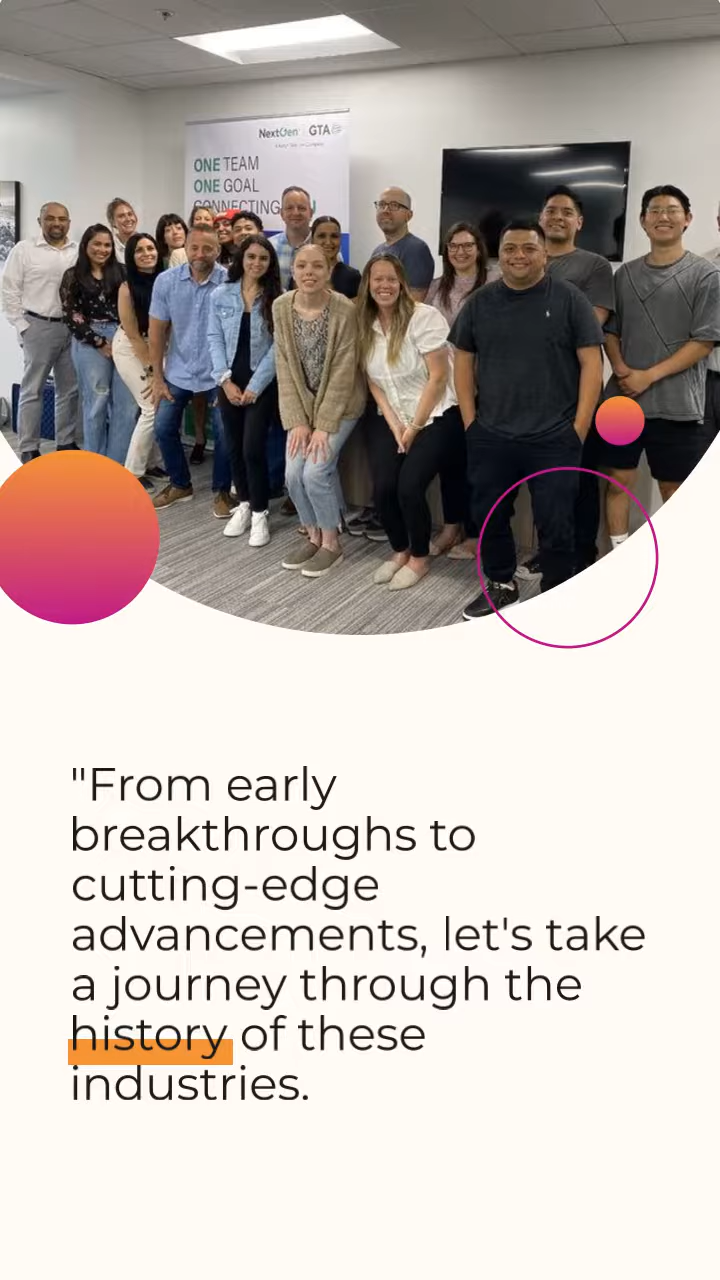 NextGen GTA
ONE TEAM
ONE GOAL
CONNECTING
"From early
breakthroughs to
cutting-edge
advancements, let's take
a journey through the
history of these
industries.